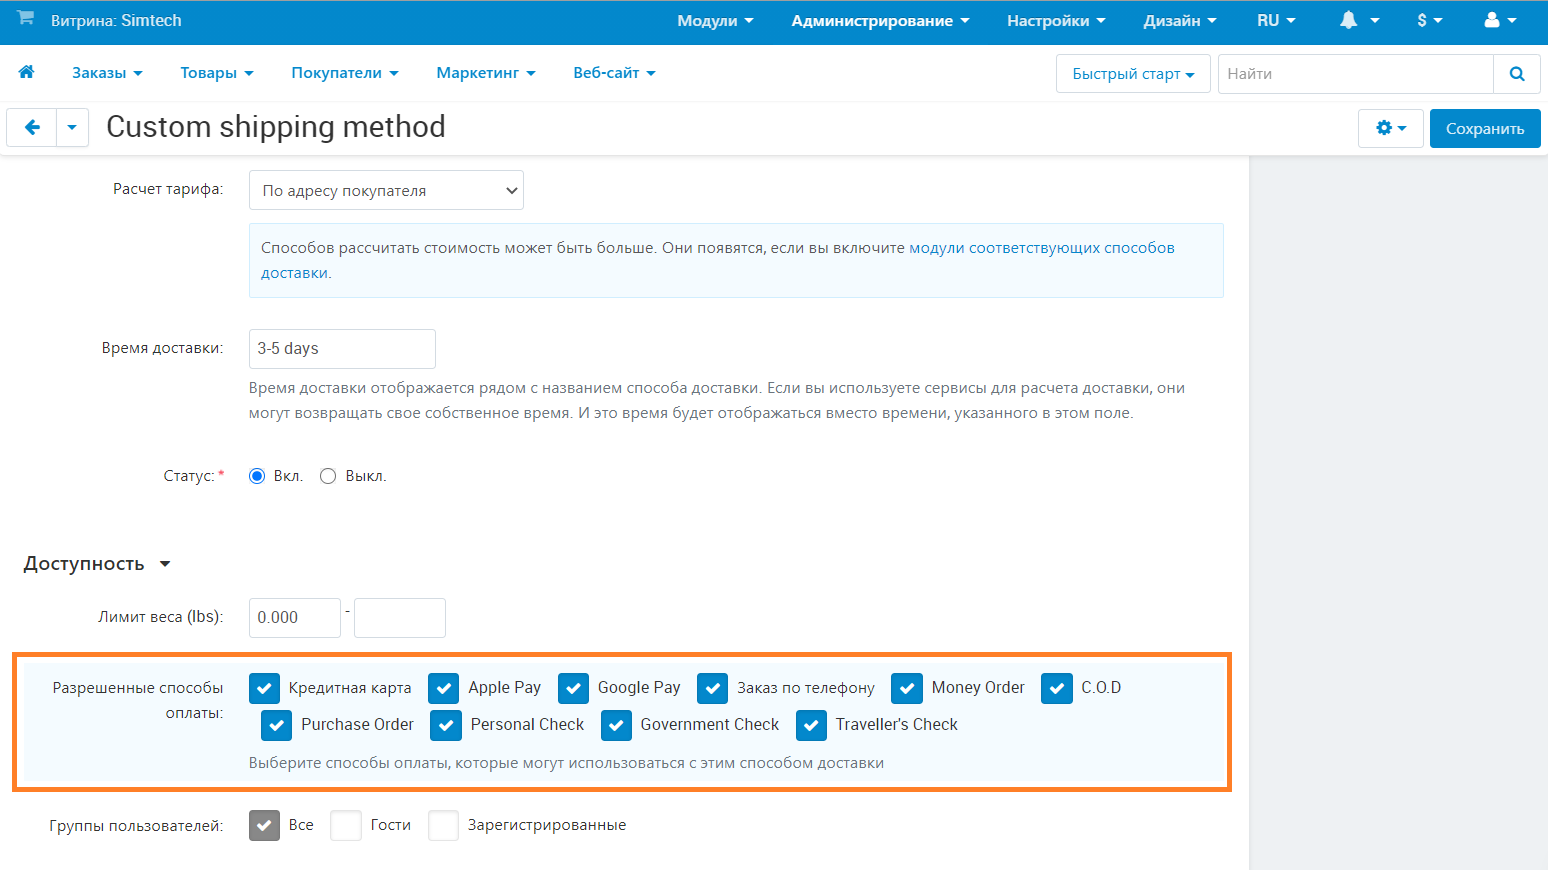 Витрина: Simtech Модули Администрирование Настройки Дизайн RU $
Заказы Товары Покупатели Маркетинг Веб-сайт Быстрый старт Найти
Custom shipping method Сохранить
Расчет тарифа: По адресу покупателя
Способов рассчитать стоимость может быть больше. Они появятся, если вы включите модули соответствующих способов
доставки.
Время доставки: 3-5 days
Время доставки отображается рядом с названием способа доставки. Если вы используете сервисы для расчета доставки, они
могут возвращать свое собственное время. И это время будет отображаться вместо времени, указанного в этом поле.
Статус:* Вкл. Выкл.
Доступность
Лимит веса (lbs): 0.000 -
Разрешенные способы оплаты: Кредитная карта Apple Pay Google Pay Заказ по телефону Money Order C.O.D
Purchase Order Personal Check Government Check Traveller's Check
Выберите способы оплаты, которые могут использоваться с этим способом доставки
Группы пользователей: Все Гости Зарегистрированные